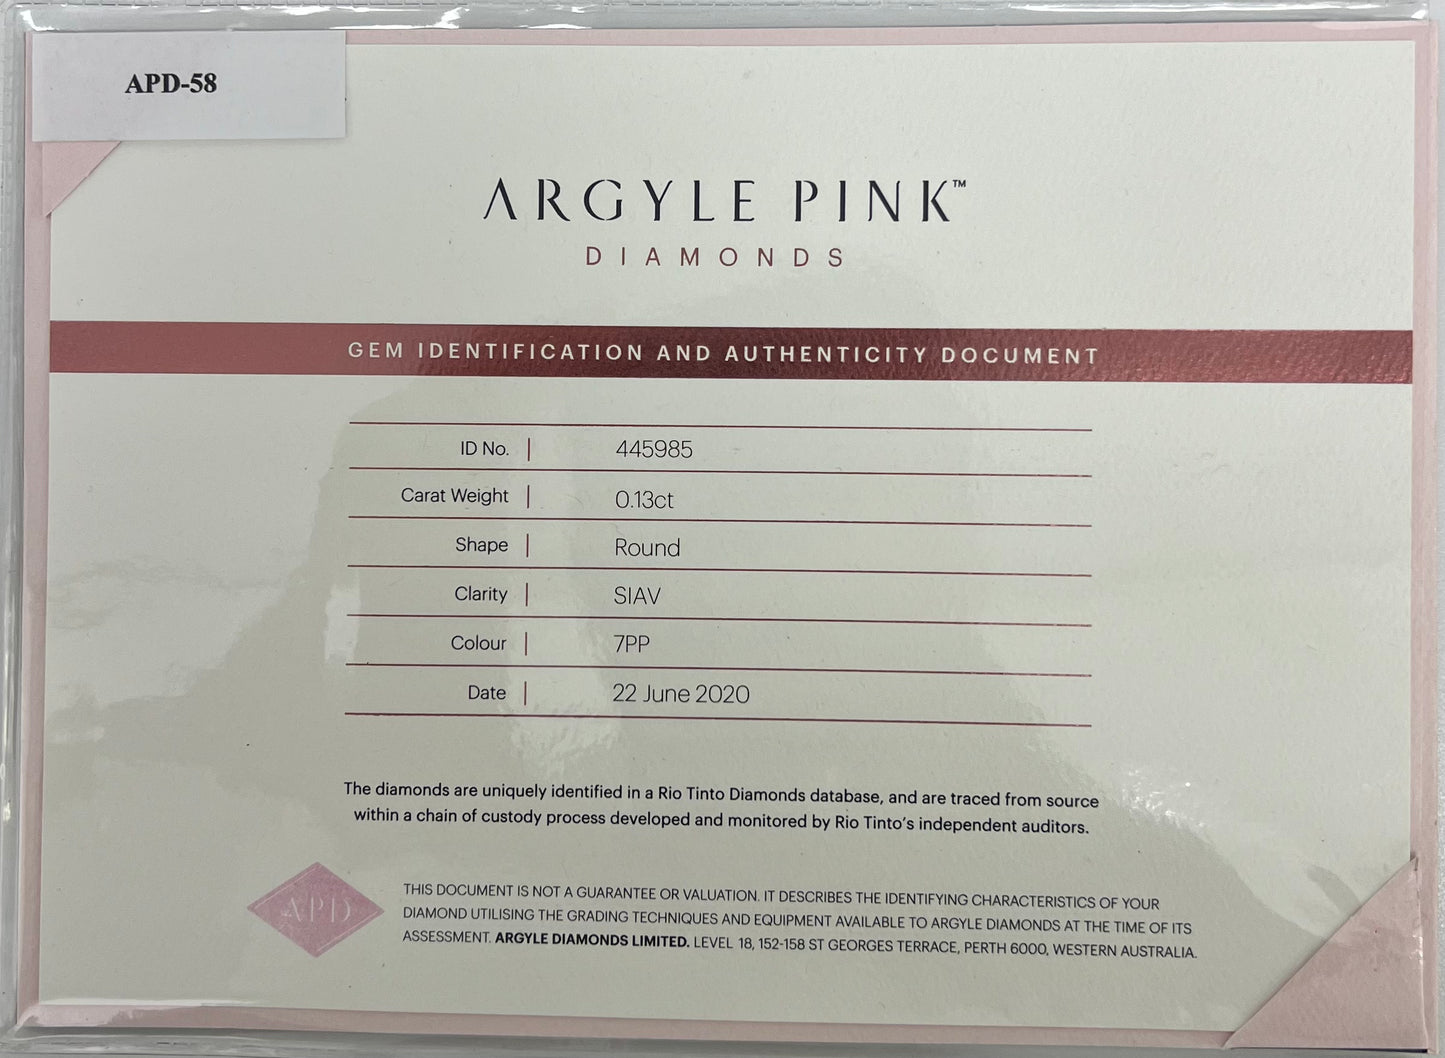 APD-58
ARGYLE PINK™
DIAMONDS
GEM IDENTIFICATION AND AUTHENTICITY DOCUMENT
ID No. | 445985
Carat Weight | 0.13ct
Shape | Round
Clarity | SIAV
Colour | 7PP
Date | 22 June 2020
The diamonds are uniquely identified in a Rio Tinto Diamonds database, and are traced from source
within a chain of custody process developed and monitored by Rio Tinto's independent auditors.
APD
THIS DOCUMENT IS NOT A GUARANTEE OR VALUATION. IT DESCRIBES THE IDENTIFYING CHARACTERISTICS OF YOUR
DIAMOND UTILISING THE GRADING TECHNIQUES AND EQUIPMENT AVAILABLE TO ARGYLE DIAMONDS AT THE TIME OF ITS
ASSESSMENT. ARGYLE DIAMONDS LIMITED. LEVEL 18, 152-158 ST GEORGES TERRACE, PERTH 6000, WESTERN AUSTRALIA.